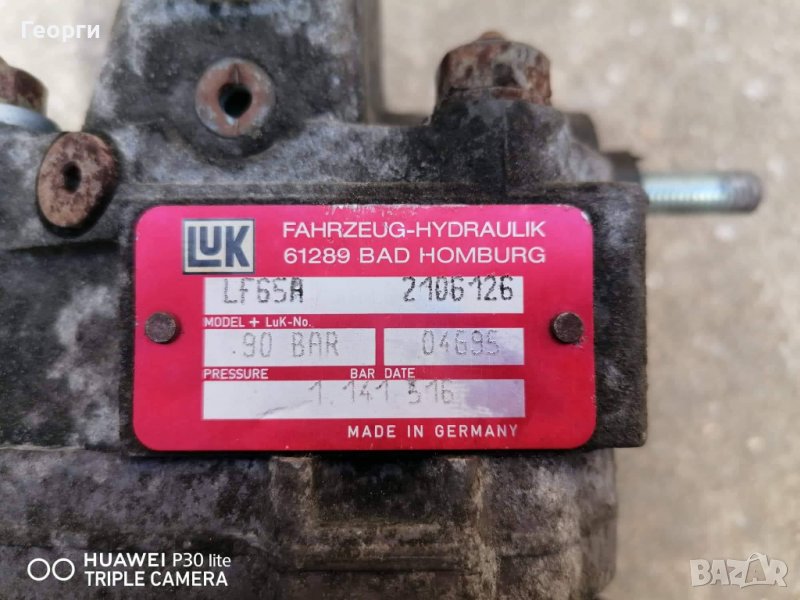 Георги
LUK
FAHRZEUG-HYDRAULIK
61289 BAD HOMBURG
LF65A 2106126
MODEL + LuK-No.
.90 BAR 04695
PRESSURE BAR DATE
1.141 516
MADE IN GERMANY
HUAWEI P30 lite
TRIPLE CAMERA
BAZAR